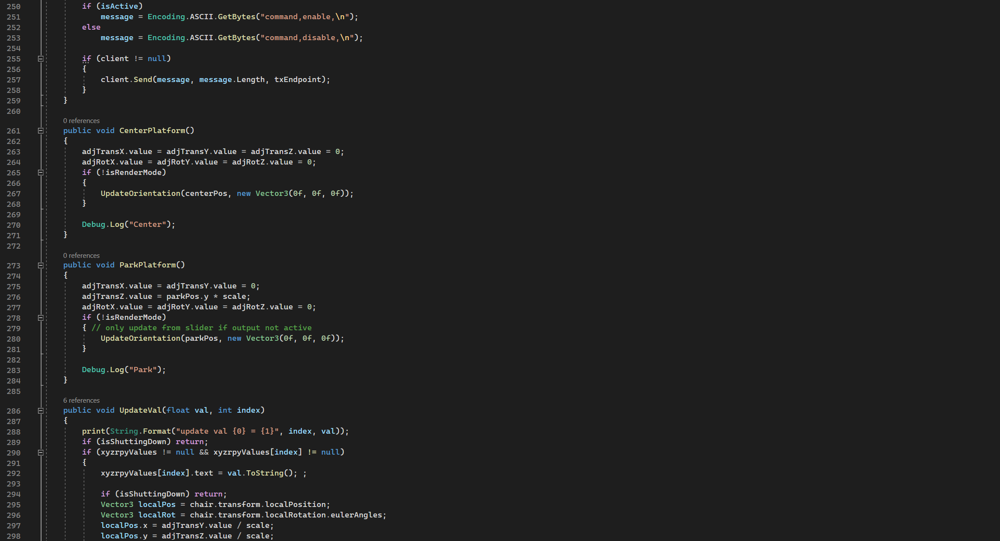 250 if (isActive)
251 message = Encoding.ASCII.GetBytes("command,enable,\n");
252 else
253 message = Encoding.ASCII.GetBytes("command,disable,\n");
254
255 if (client != null)
256 {
257 client.Send(message, message.Length, txEndpoint);
258 }
259 }
260
0 references
261 public void CenterPlatform()
262 {
263 adjTransX.value = adjTransY.value = adjTransZ.value = 0;
264 adjRotX.value = adjRotY.value = adjRotZ.value = 0;
265 if (!isRenderMode)
266 {
267 UpdateOrientation(centerPos, new Vector3(0f, 0f, 0f));
268 }
269
270 Debug.Log("Center");
271 }
272
0 references
273 public void ParkPlatform()
274 {
275 adjTransX.value = adjTransY.value = 0;
276 adjTransZ.value = parkPos.y * scale;
277 adjRotX.value = adjRotY.value = adjRotZ.value = 0;
278 if (!isRenderMode)
279 { // only update from slider if output not active
280 UpdateOrientation(parkPos, new Vector3(0f, 0f, 0f));
281 }
282
283 Debug.Log("Park");
284 }
285
6 references
286 public void UpdateVal(float val, int index)
287 {
288 print(String.Format("update val {0} = {1}", index, val));
289 if (isShuttingDown) return;
290 if (xyzrpyValues != null && xyzrpyValues[index] != null)
291 {
292 xyzrpyValues[index].text = val.ToString(); ;
293
294 if (isShuttingDown) return;
295 Vector3 localPos = chair.transform.localPosition;
296 Vector3 localRot = chair.transform.localRotation.eulerAngles;
297 localPos.x = adjTransY.value / scale;
298 localPos.y = adjTransZ.value / scale;